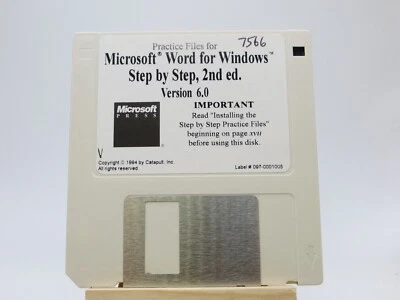 7566
Practice Files for
Microsoft® Word for Windows™
Step by Step, 2nd ed.
Version 6.0
Microsoft
PRESS
IMPORTANT
Read "Installing the
Step by Step Practice Files"
beginning on page xvii
before using this disk.
V
Copyright © 1994 by Catapult, Inc.
All rights reserved.
Label # 097-0001005